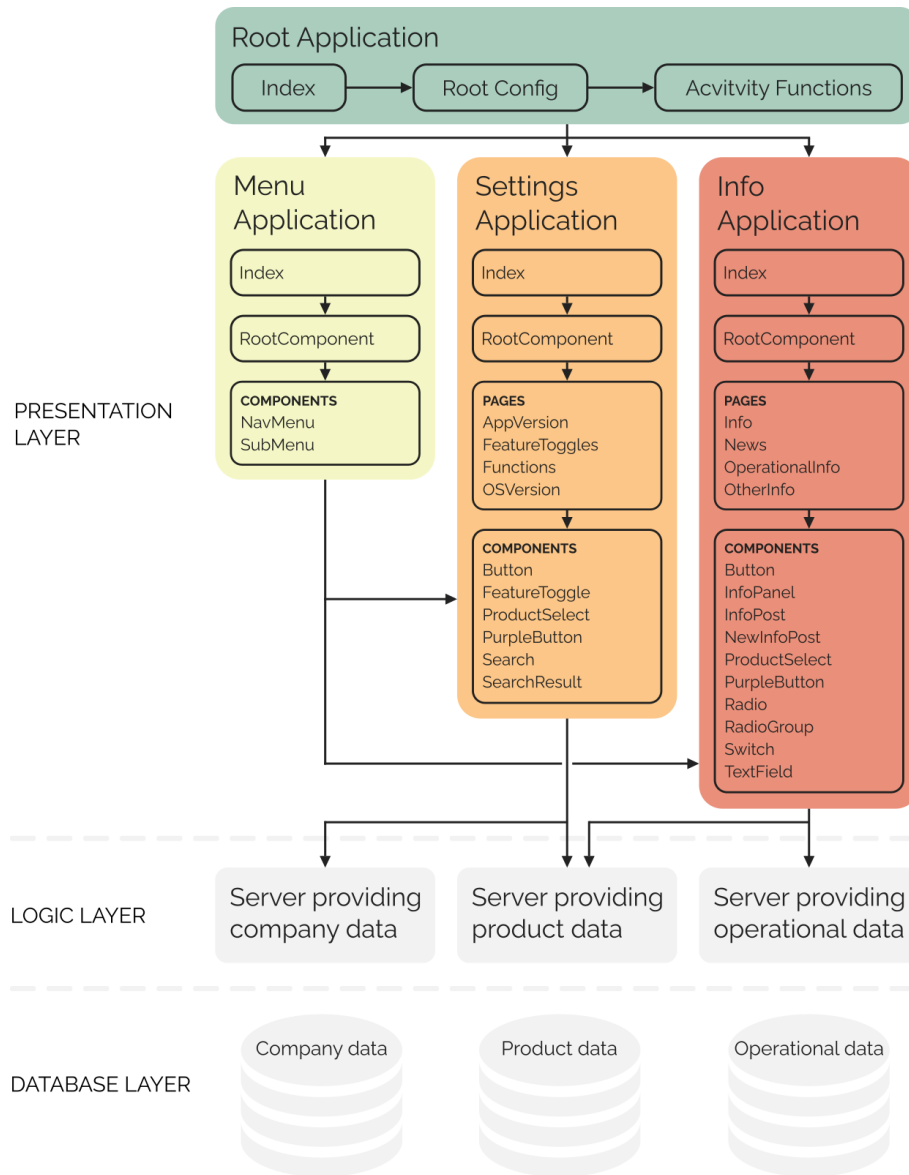 Root Application
Index
Root Config
Acvitvity Functions
Menu
Application
Index
RootComponent
COMPONENTS
NavMenu
SubMenu
Settings
Application
Index
RootComponent
PAGES
AppVersion
FeatureToggles
Functions
OSVersion
COMPONENTS
Button
FeatureToggle
ProductSelect
PurpleButton
Search
SearchResult
Info
Application
Index
RootComponent
PAGES
Info
News
OperationalInfo
OtherInfo
COMPONENTS
Button
InfoPanel
InfoPost
NewInfoPost
ProductSelect
PurpleButton
Radio
RadioGroup
Switch
TextField
PRESENTATION
LAYER
LOGIC LAYER
Server providing
company data
Server providing
product data
Server providing
operational data
DATABASE LAYER
Company data
Product data
Operational data